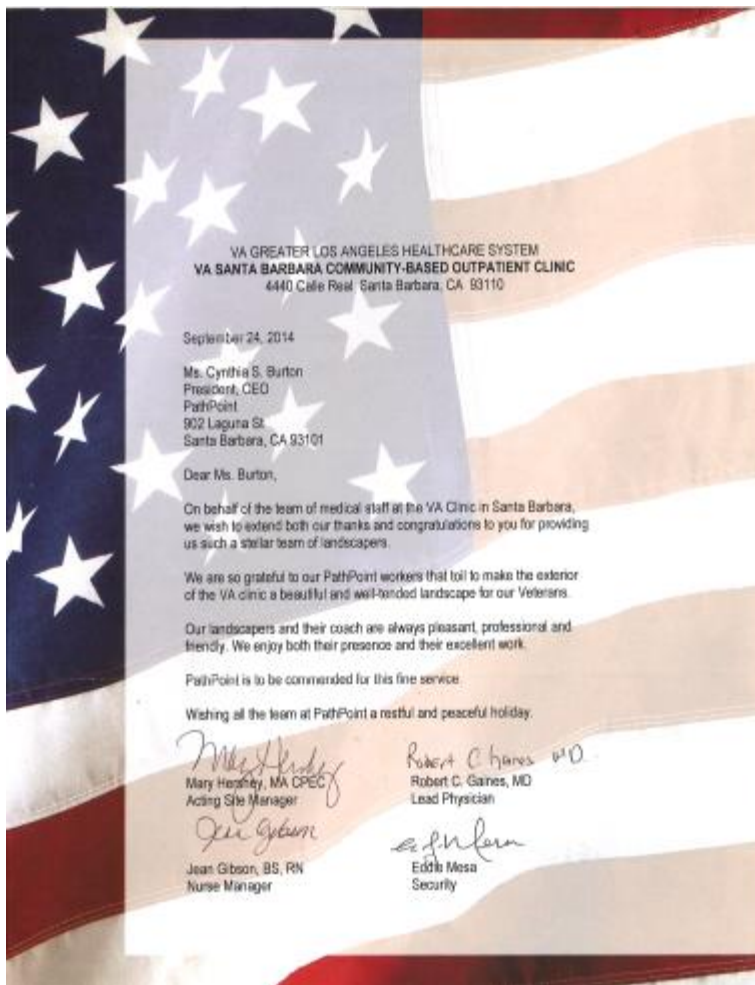 VA GREATER LOS ANGELES HEALTHCARE SYSTEM
VA SANTA BARBARA COMMUNITY-BASED OUTPATIENT CLINIC
4440 Calle Real Santa Barbara, CA 93110
September 24, 2014
Ms. Cynthia S. Burton
President, CEO
PathPoint
902 Laguna St.
Santa Barbara, CA 93101
Dear Ms. Burton,
On behalf of the team of medical staff at the VA Clinic in Santa Barbara,
we wish to extend both our thanks and congratulations to you for providing
us such a stellar team of landscapers.
We are so grateful to our PathPoint workers that toil to make the exterior
of the VA clinic a beautiful and well-tended landscape for our Veterans.
Our landscapers and their coach are always pleasant, professional and
friendly. We enjoy both their presence and their excellent work.
PathPoint is to be commended for this fine service.
Wishing all the team at PathPoint a restful and peaceful holiday.
Mary Hershey Robert C. Gaines MD
Mary Hershey, MA CPEC Robert C. Gaines, MD
Acting Site Manager Lead Physician
Jean Gibson
Jean Gibson, BS, RN Eddie Mesa
Nurse Manager Security